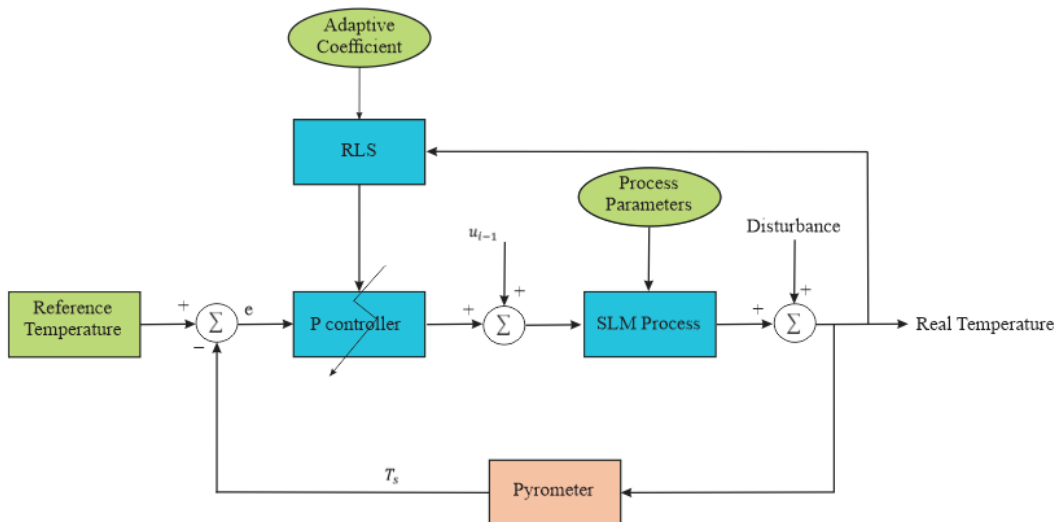 Adaptive
Coefficient
RLS
Process
Parameters
Disturbance
u_{i-1}
+
+
Reference
Temperature
+
Σ
e
P controller
+
Σ
SLM Process
+
Σ
Real Temperature
−
T_s
Pyrometer